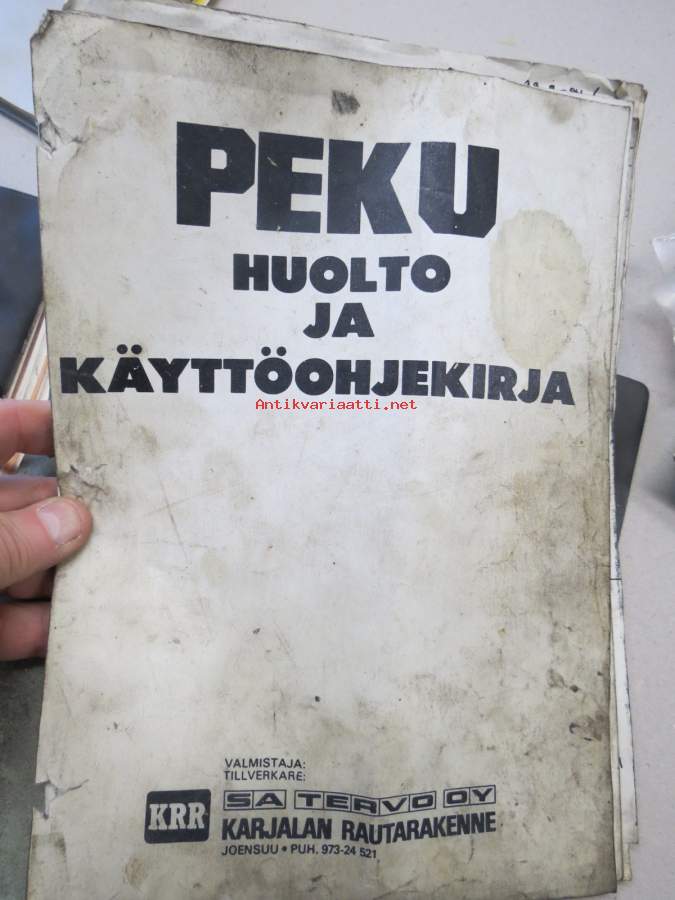 PEKU
HUOLTO
JA
KÄYTTÖOHJEKIRJA
Antikvariaatti.net
VALMISTAJA:
TILLVERKARE:
KRR
SA TERVO OY
KARJALAN RAUTARAKENNE
JOENSUU • PUH. 973-24 521